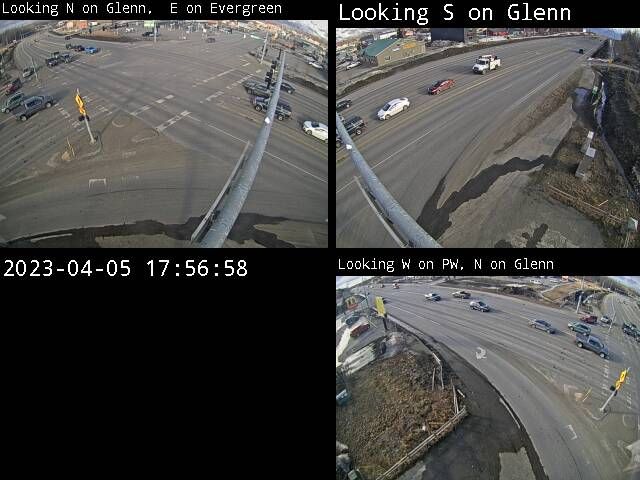 Looking N on Glenn,  E on Evergreen
Looking S on Glenn
2023-04-05 17:56:58
Looking W on PW, N on Glenn